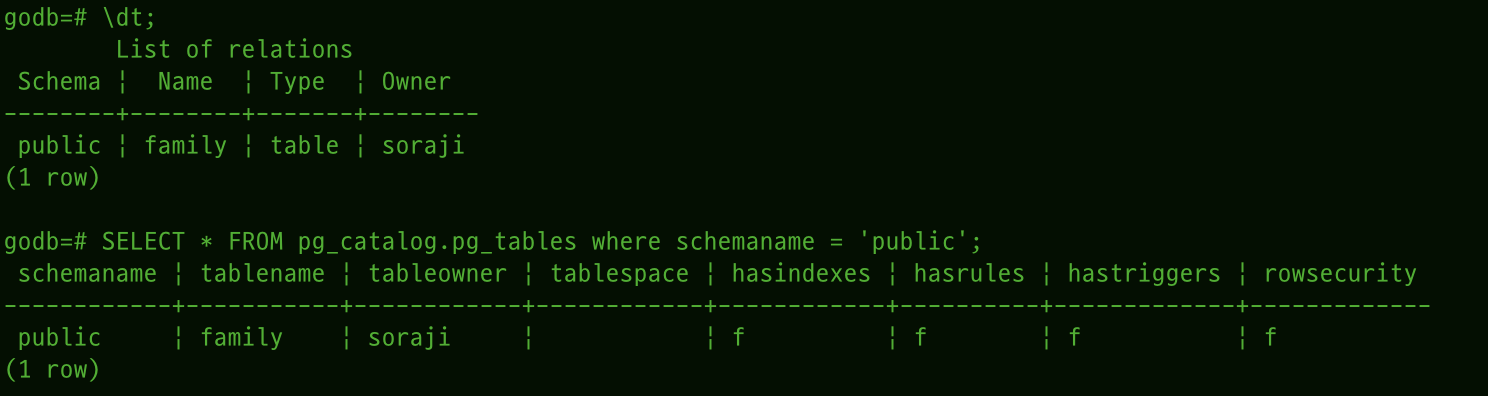 godb=# \dt;
        List of relations
 Schema ¦  Name  ¦ Type  ¦ Owner
--------+--------+-------+--------
 public ¦ family ¦ table ¦ soraji
(1 row)

godb=# SELECT * FROM pg_catalog.pg_tables where schemaname = 'public';
 schemaname ¦ tablename ¦ tableowner ¦ tablespace ¦ hasindexes ¦ hasrules ¦ hastriggers ¦ rowsecurity
------------+-----------+------------+------------+------------+----------+-------------+-------------
 public     ¦ family    ¦ soraji     ¦            ¦ f          ¦ f        ¦ f           ¦ f
(1 row)